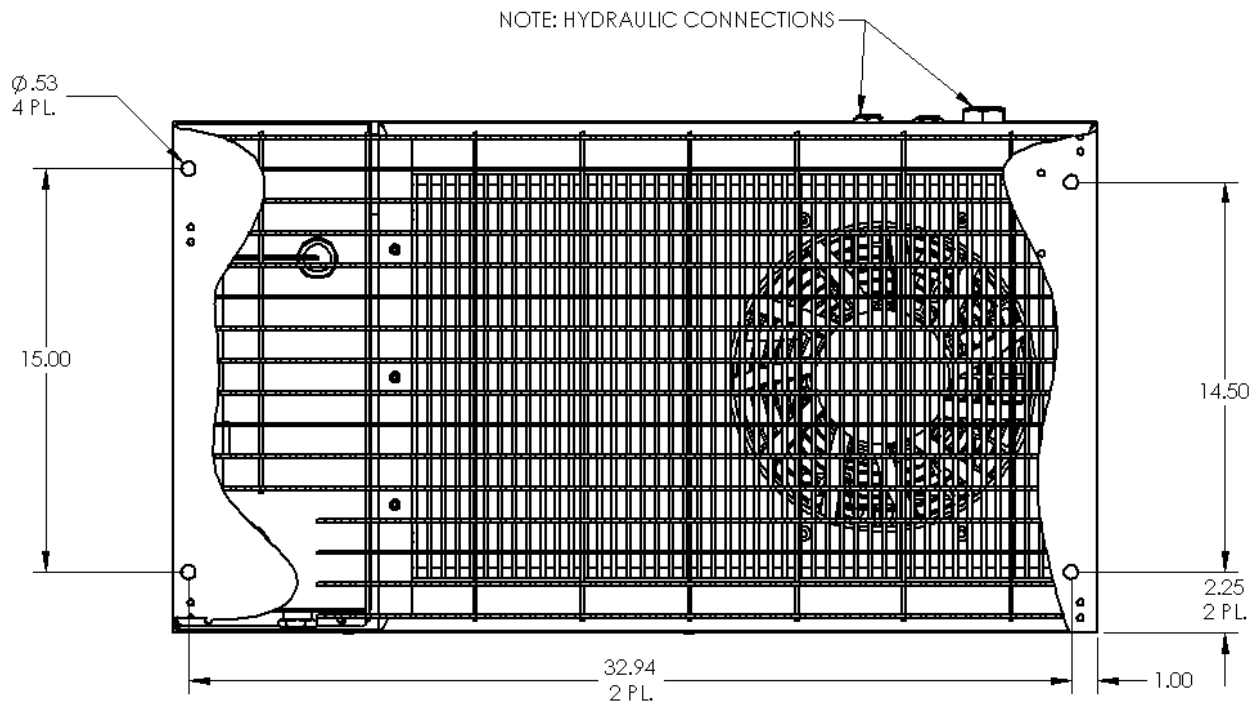 NOTE: HYDRAULIC CONNECTIONS
Ø.53
4 PL.
15.00
14.50
2.25
2 PL.
32.94
2 PL.
1.00